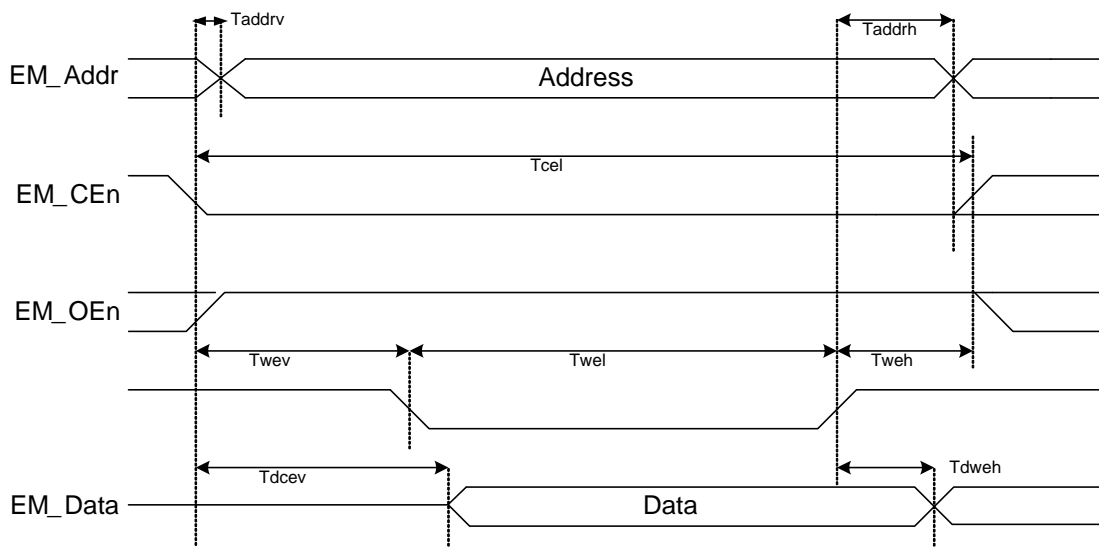 Taddrv
Taddrh
EM_Addr
Address
Tcel
EM_CEn
EM_OEn
Twev
Twel
Tweh
Tdcev
Tdweh
EM_Data
Data